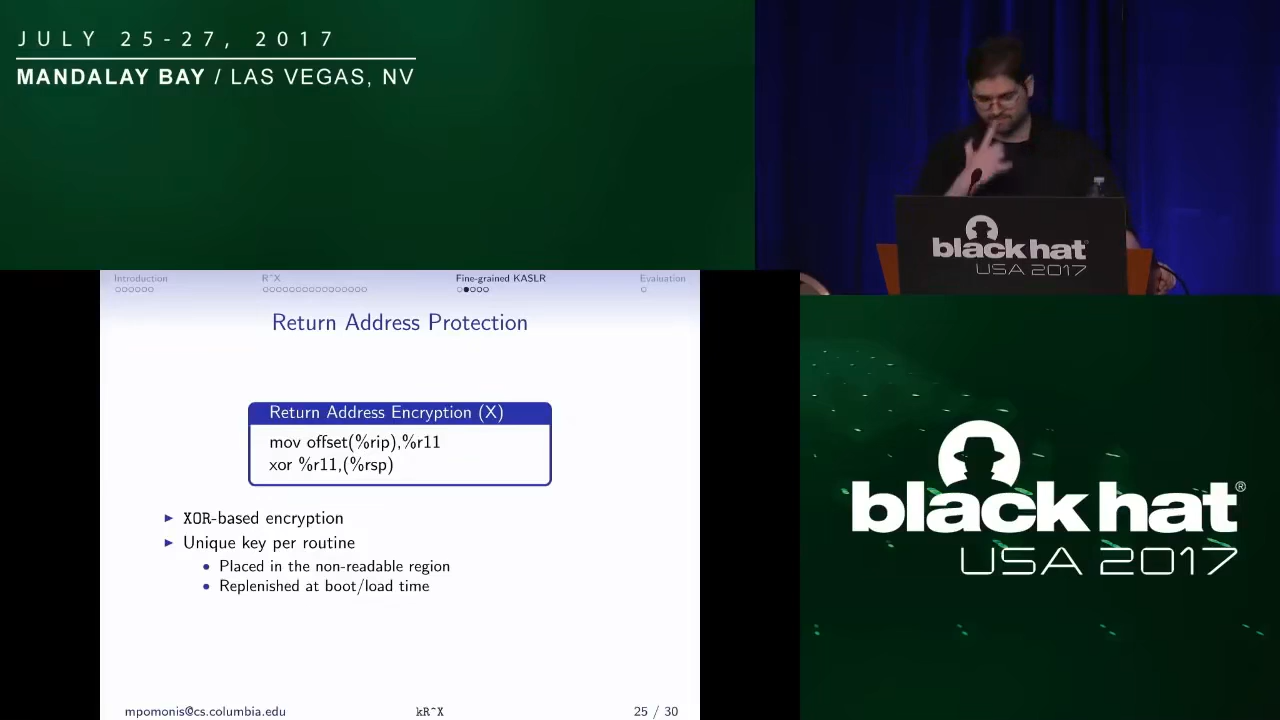 JULY 25-27, 2017
MANDALAY BAY / LAS VEGAS, NV
black hat
USA 2017
Introduction
R^X
Fine-grained KASLR
Evaluation
Return Address Protection
Return Address Encryption (X)
mov offset(%rip),%r11
xor %r11,(%rsp)
XOR-based encryption
Unique key per routine
Placed in the non-readable region
Replenished at boot/load time
mpomonis@cs.columbia.edu
kR^X
25 / 30
black hat®
USA 2017